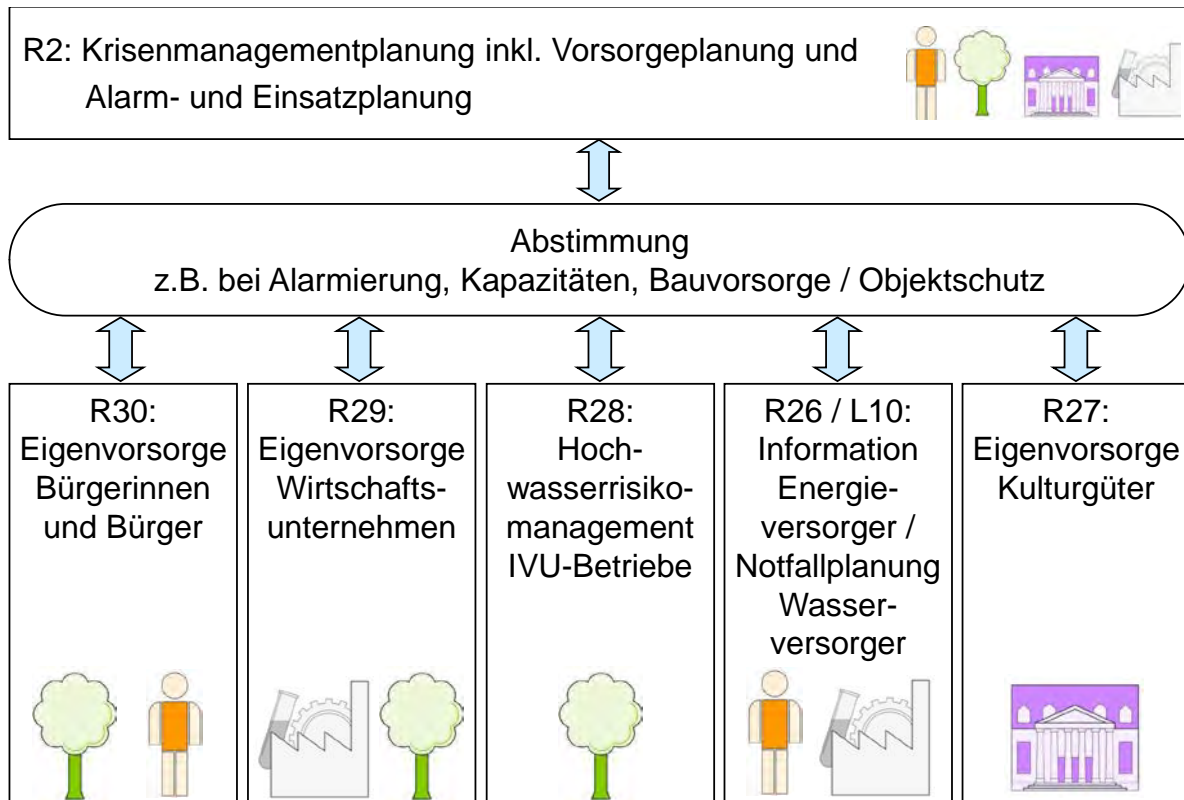 R2: Krisenmanagementplanung inkl. Vorsorgeplanung und
Alarm- und Einsatzplanung
Abstimmung
z.B. bei Alarmierung, Kapazitäten, Bauvorsorge / Objektschutz
R30:
Eigenvorsorge
Bürgerinnen
und Bürger
R29:
Eigenvorsorge
Wirtschafts-
unternehmen
R28:
Hoch-
wasserrisiko-
management
IVU-Betriebe
R26 / L10:
Information
Energie-
versorger /
Notfallplanung
Wasser-
versorger
R27:
Eigenvorsorge
Kulturgüter